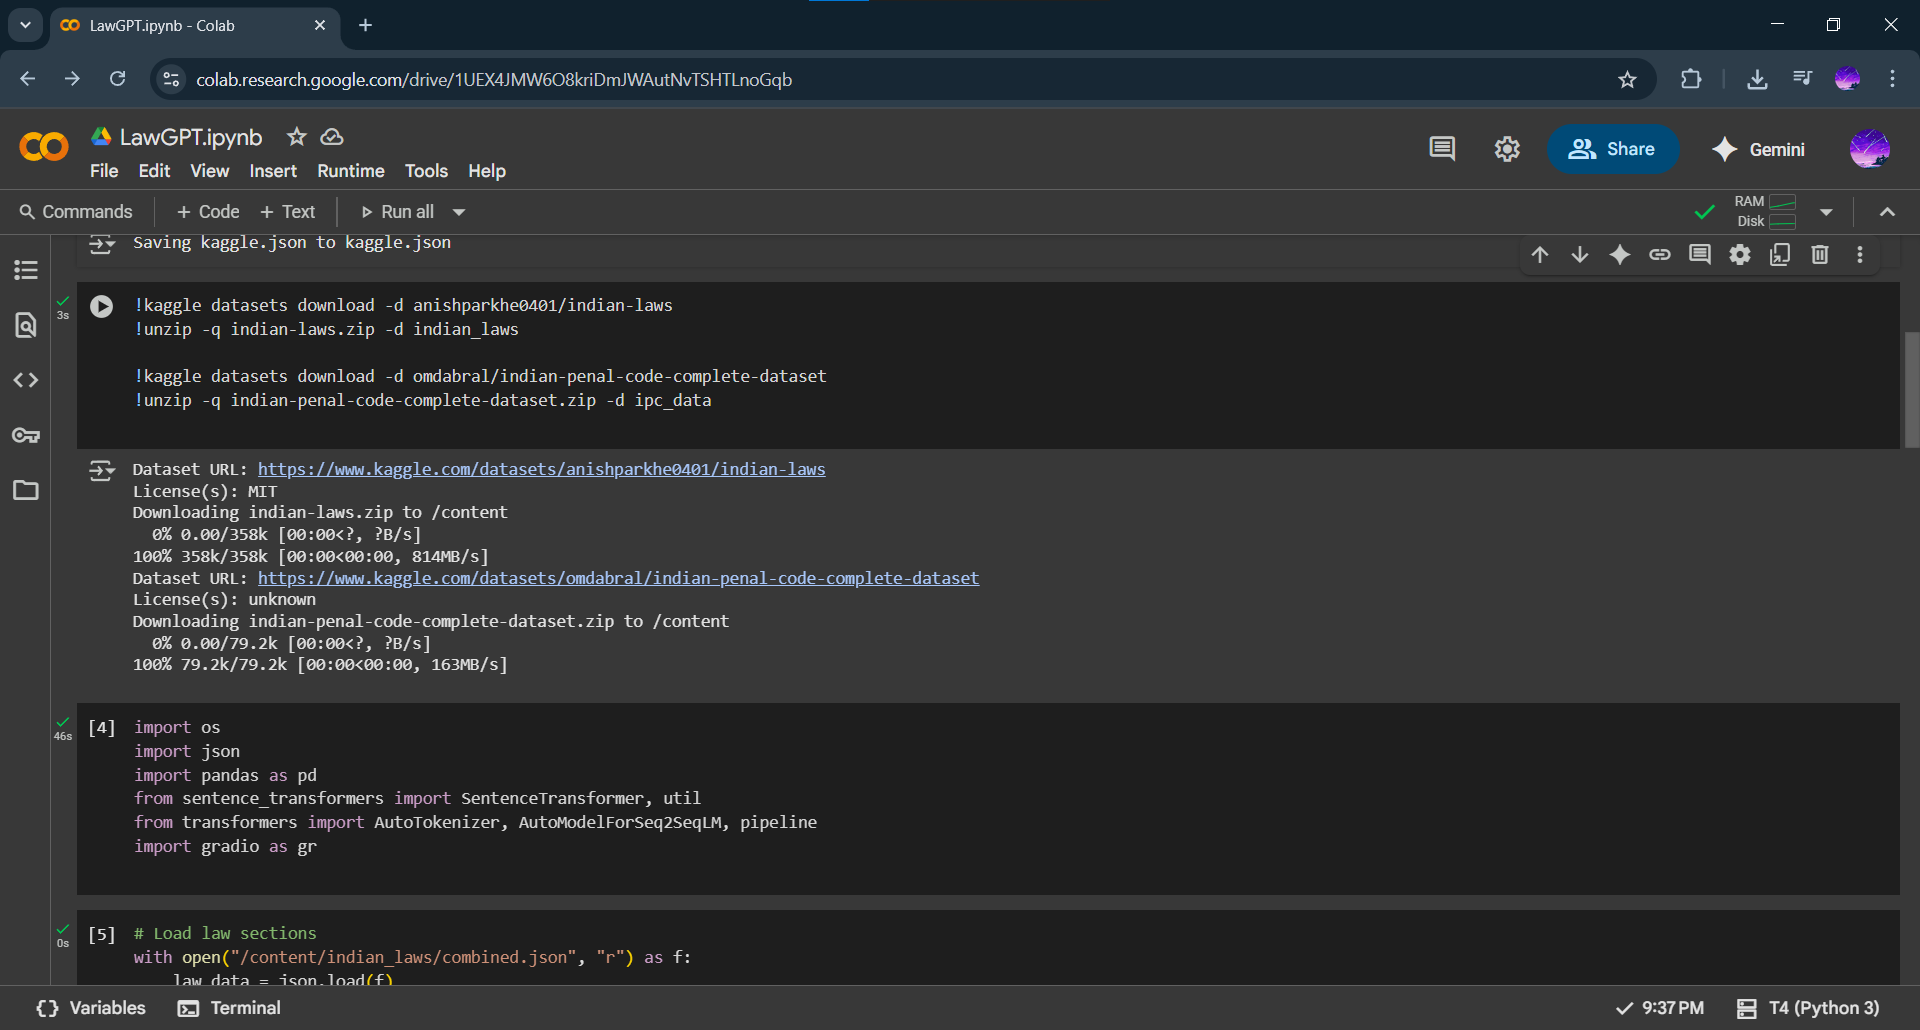 LawGPT.ipynb - Colab
colab.research.google.com/drive/1UEX4JMW6O8kriDmJWAutNvTSHTLnoGqb
LawGPT.ipynb
File Edit View Insert Runtime Tools Help
Share
Gemini
Commands + Code + Text Run all
RAM
Disk
Saving kaggle.json to kaggle.json
3s
!kaggle datasets download -d anishparkhe0401/indian-laws
!unzip -q indian-laws.zip -d indian_laws
!kaggle datasets download -d omdabral/indian-penal-code-complete-dataset
!unzip -q indian-penal-code-complete-dataset.zip -d ipc_data
Dataset URL: https://www.kaggle.com/datasets/anishparkhe0401/indian-laws
License(s): MIT
Downloading indian-laws.zip to /content
0% 0.00/358k [00:00<?, ?B/s]
100% 358k/358k [00:00<00:00, 814MB/s]
Dataset URL: https://www.kaggle.com/datasets/omdabral/indian-penal-code-complete-dataset
License(s): unknown
Downloading indian-penal-code-complete-dataset.zip to /content
0% 0.00/79.2k [00:00<?, ?B/s]
100% 79.2k/79.2k [00:00<00:00, 163MB/s]
46s
[4] import os
import json
import pandas as pd
from sentence_transformers import SentenceTransformer, util
from transformers import AutoTokenizer, AutoModelForSeq2SeqLM, pipeline
import gradio as gr
0s
[5] # Load law sections
with open("/content/indian_laws/combined.json", "r") as f:
law_data = json.load(f)
Variables Terminal
9:37 PM T4 (Python 3)